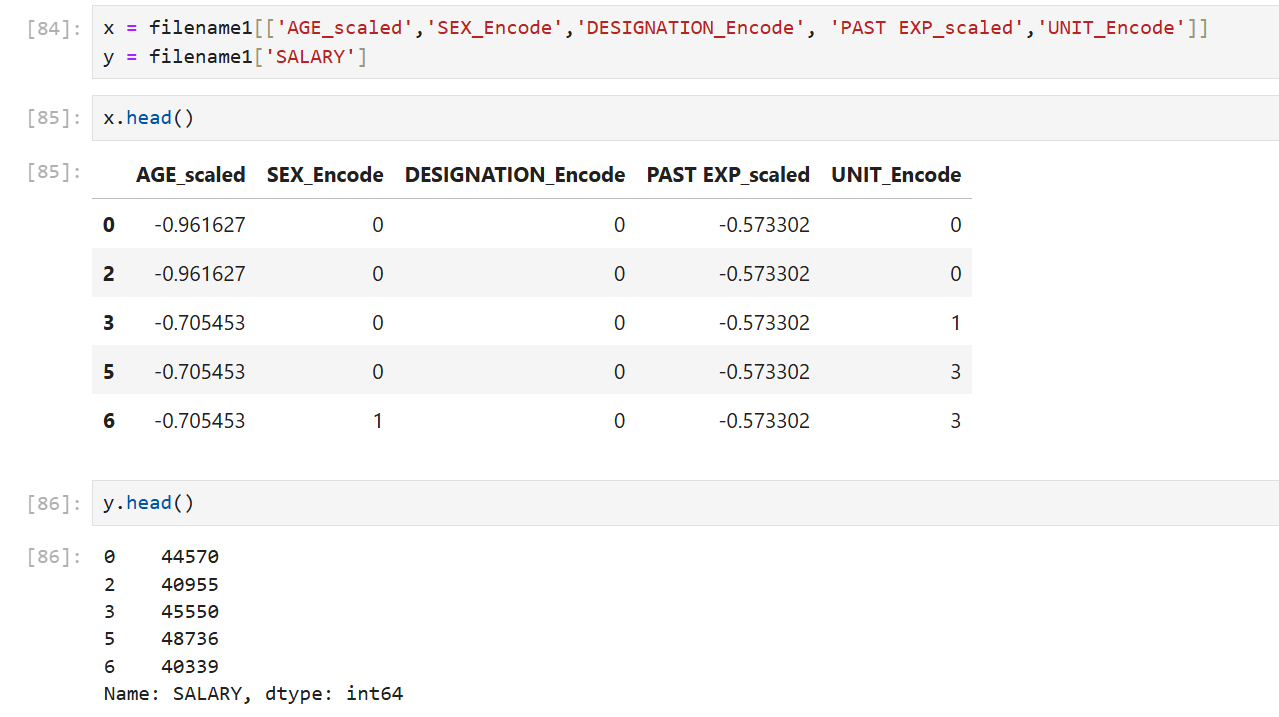 [84]: x = filename1[['AGE_scaled','SEX_Encode','DESIGNATION_Encode', 'PAST EXP_scaled','UNIT_Encode']]
y = filename1['SALARY']
[85]: x.head()
[85]: AGE_scaled SEX_Encode DESIGNATION_Encode PAST EXP_scaled UNIT_Encode
0 -0.961627 0 0 -0.573302 0
2 -0.961627 0 0 -0.573302 0
3 -0.705453 0 0 -0.573302 1
5 -0.705453 0 0 -0.573302 3
6 -0.705453 1 0 -0.573302 3
[86]: y.head()
[86]: 0 44570
2 40955
3 45550
5 48736
6 40339
Name: SALARY, dtype: int64